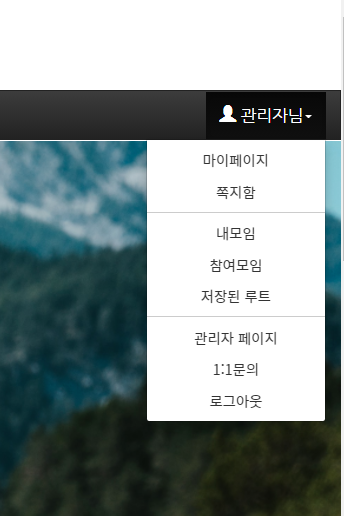 관리자님
마이페이지
쪽지함
내모임
참여모임
저장된 루트
관리자 페이지
1:1문의
로그아웃